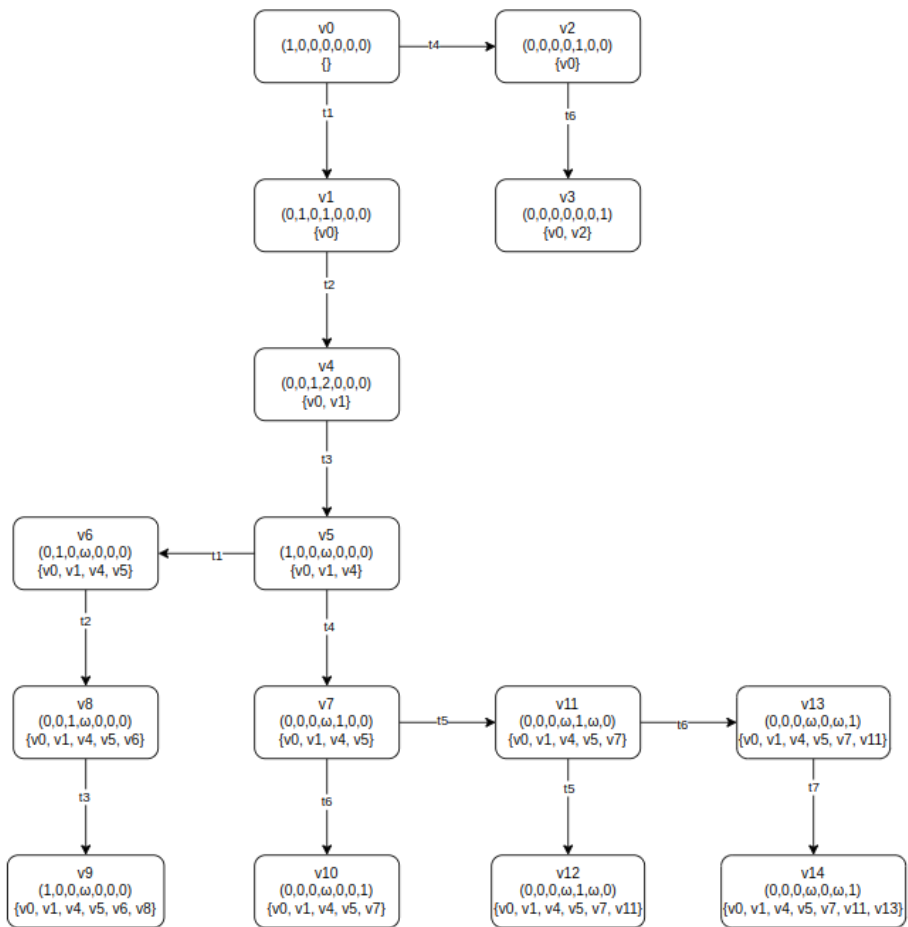 v0
(1,0,0,0,0,0,0)
{}
t4
v2
(0,0,0,0,1,0,0)
{v0}
t1
t6
v1
(0,1,0,1,0,0,0)
{v0}
v3
(0,0,0,0,0,0,1)
{v0, v2}
t2
v4
(0,0,1,2,0,0,0)
{v0, v1}
t3
v6
(0,1,0,ω,0,0,0)
{v0, v1, v4, v5}
t1
v5
(1,0,0,ω,0,0,0)
{v0, v1, v4}
t2
t4
v8
(0,0,1,ω,0,0,0)
{v0, v1, v4, v5, v6}
v7
(0,0,0,ω,1,0,0)
{v0, v1, v4, v5}
t5
v11
(0,0,0,ω,1,ω,0)
{v0, v1, v4, v5, v7}
t6
v13
(0,0,0,ω,0,ω,1)
{v0, v1, v4, v5, v7, v11}
t3
t6
t5
t7
v9
(1,0,0,ω,0,0,0)
{v0, v1, v4, v5, v6, v8}
v10
(0,0,0,ω,0,0,1)
{v0, v1, v4, v5, v7}
v12
(0,0,0,ω,1,ω,0)
{v0, v1, v4, v5, v7, v11}
v14
(0,0,0,ω,0,ω,1)
{v0, v1, v4, v5, v7, v11, v13}